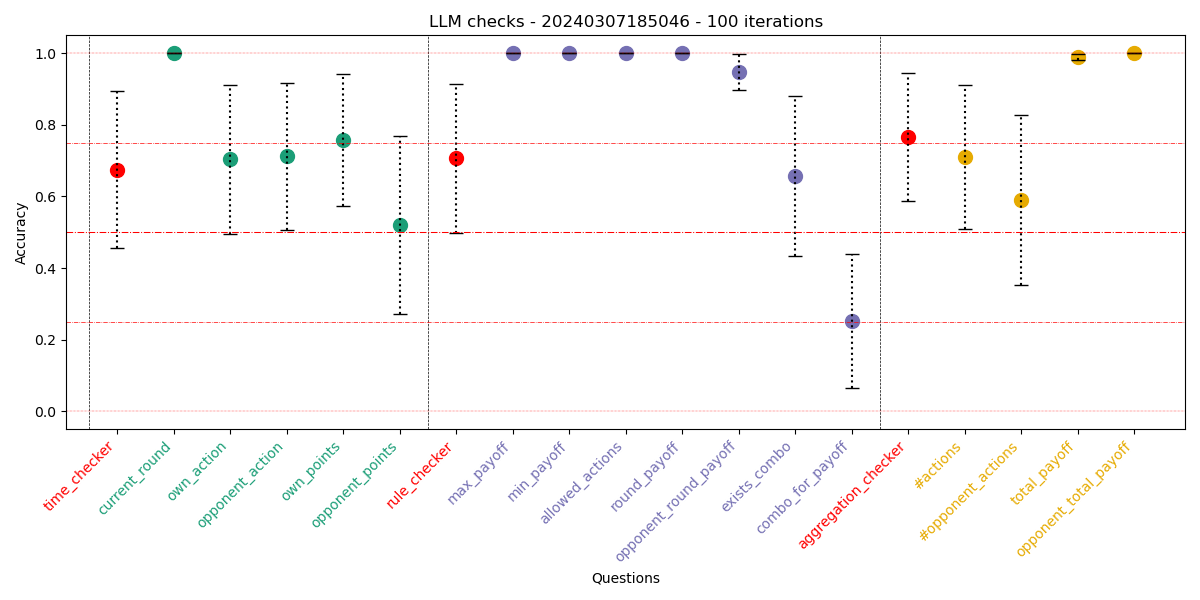 LLM checks - 20240307185046 - 100 iterations
Accuracy
1.0
0.8
0.6
0.4
0.2
0.0
time_checker
current_round
own_action
opponent_action
own_points
opponent_points
rule_checker
max_payoff
min_payoff
allowed_actions
round_payoff
opponent_round_payoff
exists_combo
combo_for_payoff
aggregation_checker
#actions
#opponent_actions
total_payoff
opponent_total_payoff
Questions